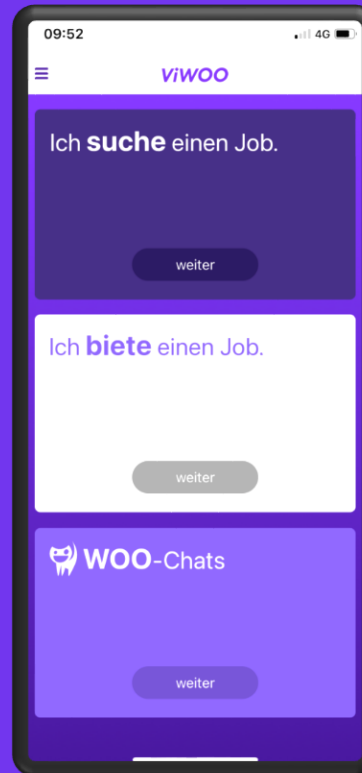 09:52
4G
ViWOO
Ich suche einen Job.
weiter
Ich biete einen Job.
weiter
WOO-Chats
weiter